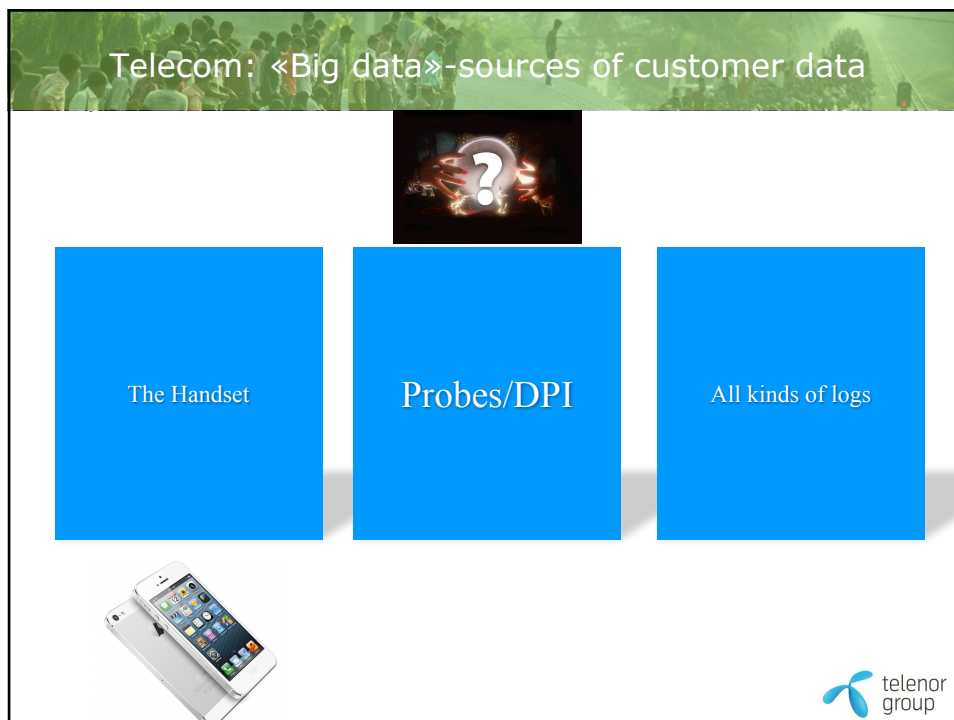 Telecom: «Big data»-sources of customer data
?
The Handset
Probes/DPI
All kinds of logs
telenor
group